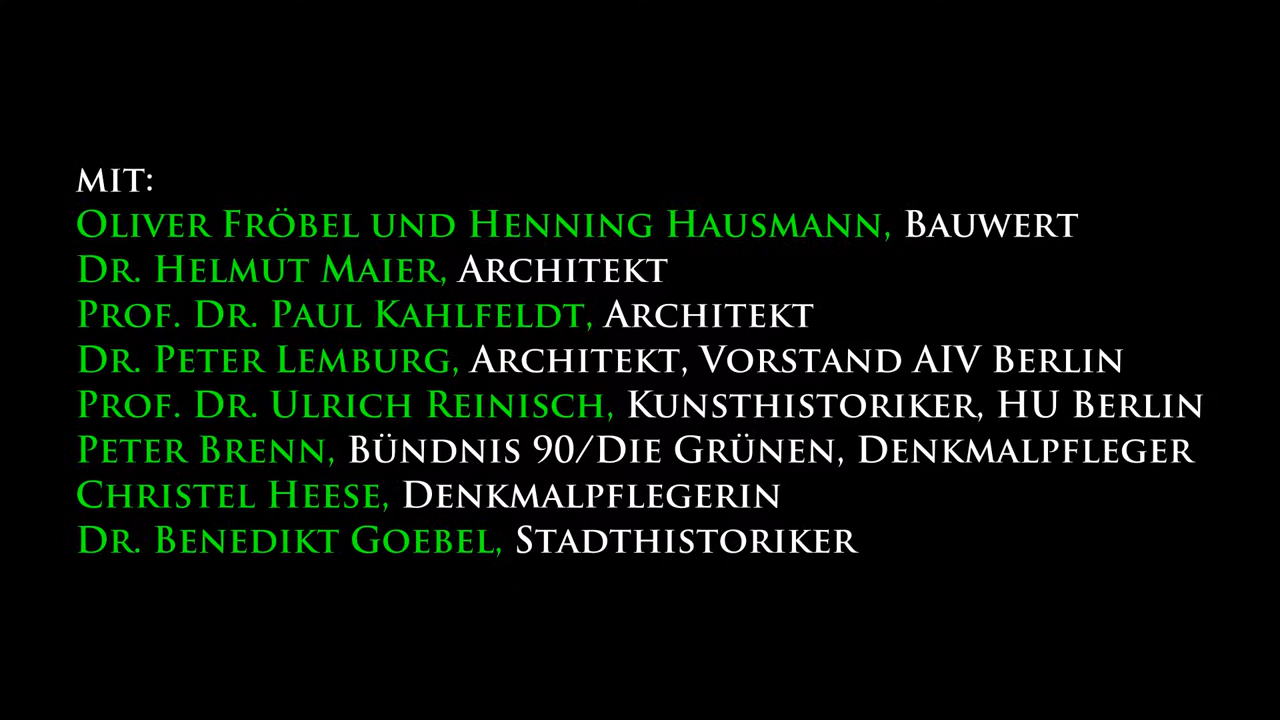 MIT:
OLIVER FRÖBEL UND HENNING HAUSMANN, BAUWERT
DR. HELMUT MAIER, ARCHITEKT
PROF. DR. PAUL KAHLFELDT, ARCHITEKT
DR. PETER LEMBURG, ARCHITEKT, VORSTAND AIV BERLIN
PROF. DR. ULRICH REINISCH, KUNSTHISTORIKER, HU BERLIN
PETER BRENN, BÜNDNIS 90/DIE GRÜNEN, DENKMALPFLEGER
CHRISTEL HEESE, DENKMALPFLEGERIN
DR. BENEDIKT GOEBEL, STADTHISTORIKER